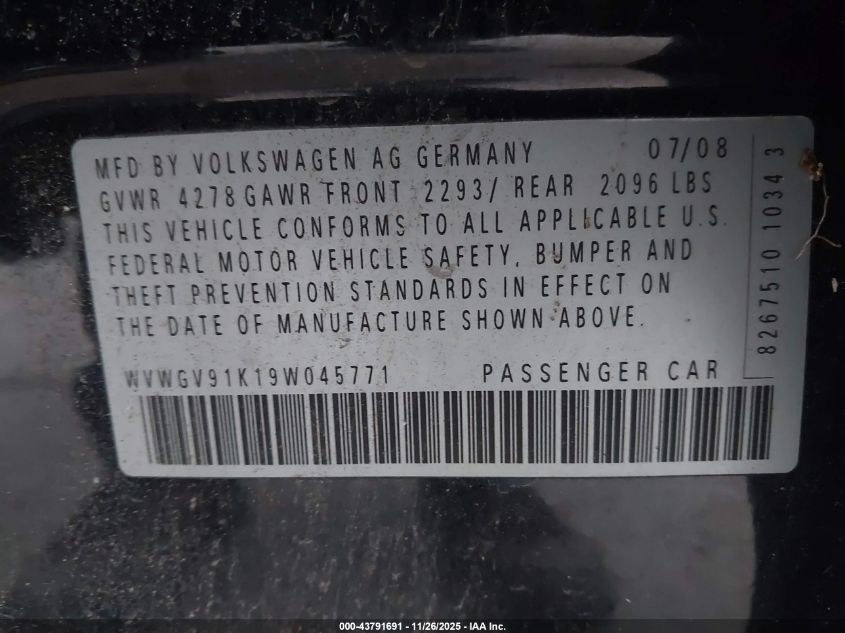 MFD BY VOLKSWAGEN AG GERMANY 07/08
GVWR 4278 GAWR FRONT 2293/ REAR 2096 LBS
THIS VEHICLE CONFORMS TO ALL APPLICABLE U.S.
FEDERAL MOTOR VEHICLE SAFETY, BUMPER AND
THEFT PREVENTION STANDARDS IN EFFECT ON
THE DATE OF MANUFACTURE SHOWN ABOVE.
WVWGV91K19W045771 PASSENGER CAR
8267510 1034 3
000-43791691 - 11/26/2025 - IAA Inc.